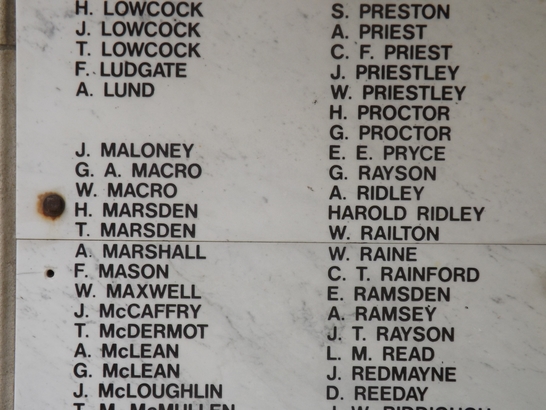 H. LOWCOCK
J. LOWCOCK
T. LOWCOCK
F. LUDGATE
A. LUND
J. MALONEY
G. A. MACRO
W. MACRO
H. MARSDEN
T. MARSDEN
A. MARSHALL
F. MASON
W. MAXWELL
J. McCAFFRY
T. McDERMOT
A. McLEAN
G. McLEAN
J. McLOUGHLIN
T. M. McMULLEN
S. PRESTON
A. PRIEST
C. F. PRIEST
J. PRIESTLEY
W. PRIESTLEY
H. PROCTOR
G. PROCTOR
E. E. PRYCE
G. RAYSON
A. RIDLEY
HAROLD RIDLEY
W. RAILTON
W. RAINE
C. T. RAINFORD
E. RAMSDEN
A. RAMSEY
J. T. RAYSON
L. M. READ
J. REDMAYNE
D. REEDAY
J. W.